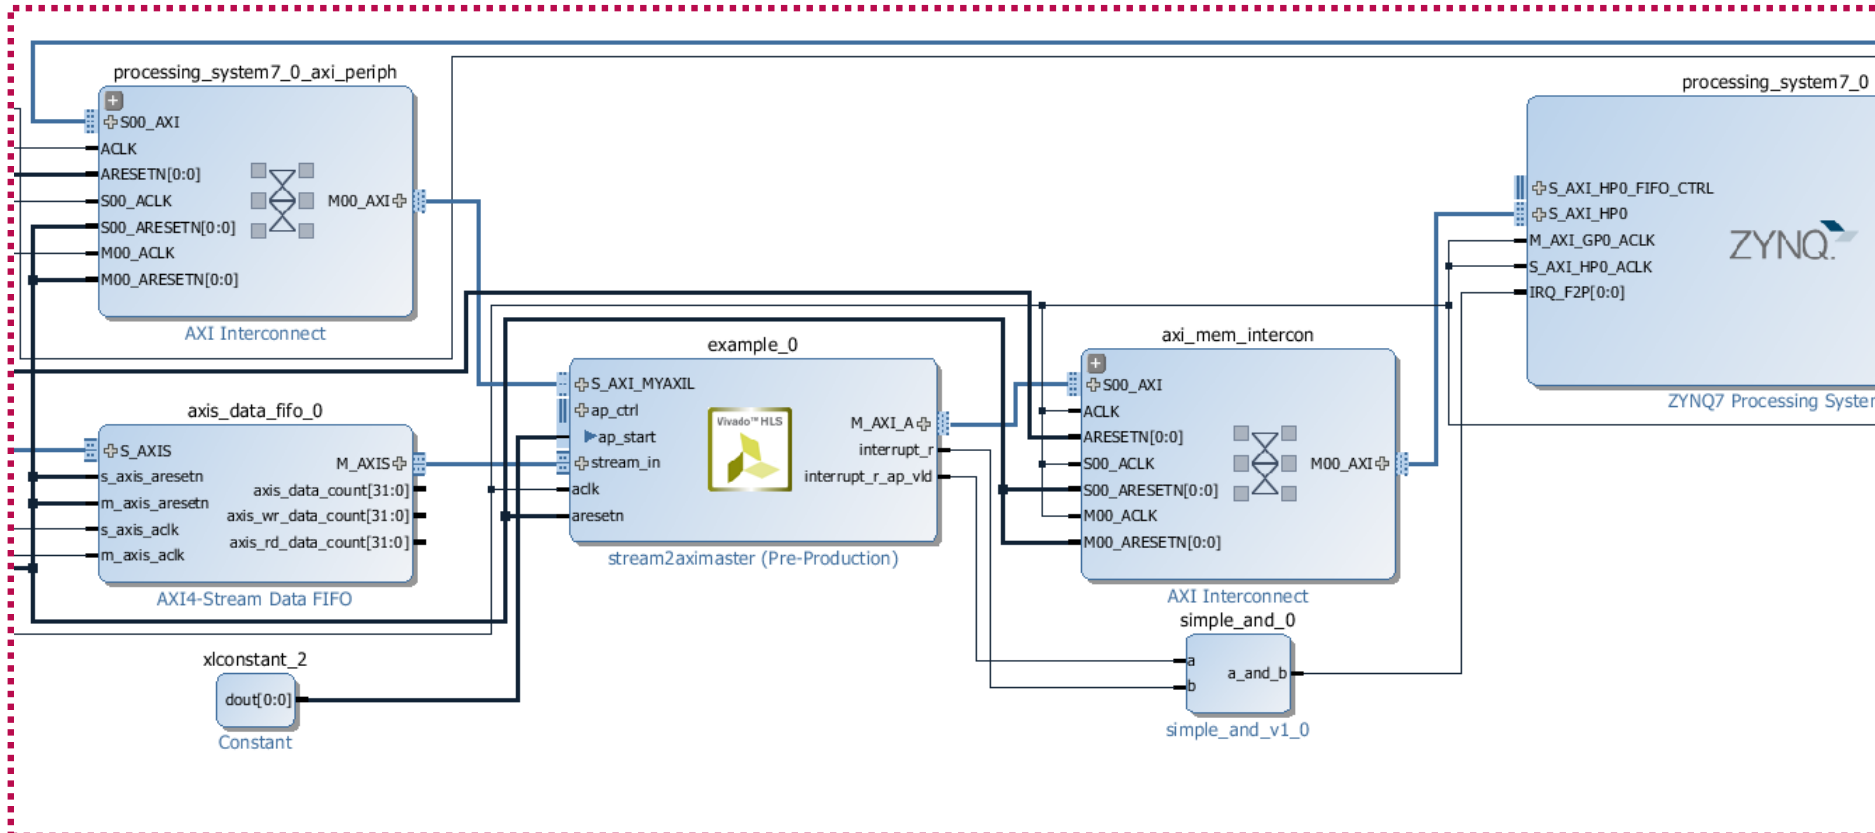 processing_system7_0_axi_periph
S00_AXI
ACLK
ARESETN[0:0]
S00_ACLK
S00_ARESETN[0:0]
M00_ACLK
M00_ARESETN[0:0]
M00_AXI
AXI Interconnect
axis_data_fifo_0
S_AXIS
s_axis_aresetn
m_axis_aresetn
s_axis_aclk
m_axis_aclk
M_AXIS
axis_data_count[31:0]
axis_wr_data_count[31:0]
axis_rd_data_count[31:0]
AXI4-Stream Data FIFO
xlconstant_2
dout[0:0]
Constant
example_0
S_AXI_MYAXIL
ap_ctrl
ap_start
stream_in
aclk
aresetn
Vivado™ HLS
M_AXI_A
interrupt_r
interrupt_r_ap_vld
stream2aximaster (Pre-Production)
axi_mem_intercon
S00_AXI
ACLK
ARESETN[0:0]
S00_ACLK
S00_ARESETN[0:0]
M00_ACLK
M00_ARESETN[0:0]
M00_AXI
AXI Interconnect
simple_and_0
a
b
a_and_b
simple_and_v1_0
processing_system7_0
S_AXI_HP0_FIFO_CTRL
S_AXI_HP0
M_AXI_GP0_ACLK
S_AXI_HP0_ACLK
IRQ_F2P[0:0]
ZYNQ
ZYNQ7 Processing System